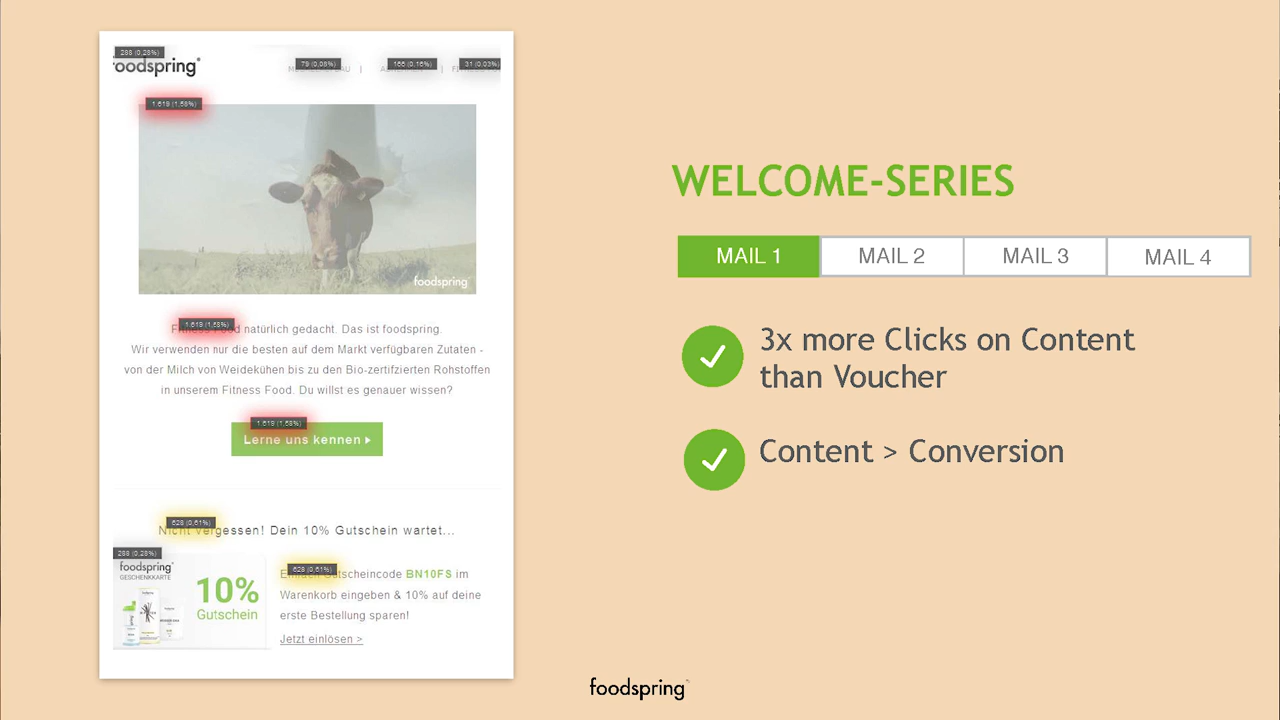 288 (0,28%)
foodspring
79 (0,08%)
31 (0,03%)
1.619 (1,58%)
foodspring
1.619 (1,58%)
natürlich gedacht. Das ist foodspring.
Wir verwenden nur die besten auf dem Markt verfügbaren Zutaten -
von der Milch von Weidekühen bis zu den Bio-zertifzierten Rohstoffen
in unserem Fitness Food. Du willst es genauer wissen?
1.619 (1,58%)
Lerne uns kennen
628 (0,61%)
Nicht vergessen! Dein 10% Gutschein wartet...
288 (0,28%)
foodspring
GESCHENKKARTE
10%
Gutschein
628 (0,61%)
Einfach Gutscheincode BN10FS im
Warenkorb eingeben & 10% auf deine
erste Bestellung sparen!
Jetzt einlösen >
WELCOME-SERIES
MAIL 1
MAIL 2
MAIL 3
MAIL 4
3x more Clicks on Content
than Voucher
Content > Conversion
foodspring